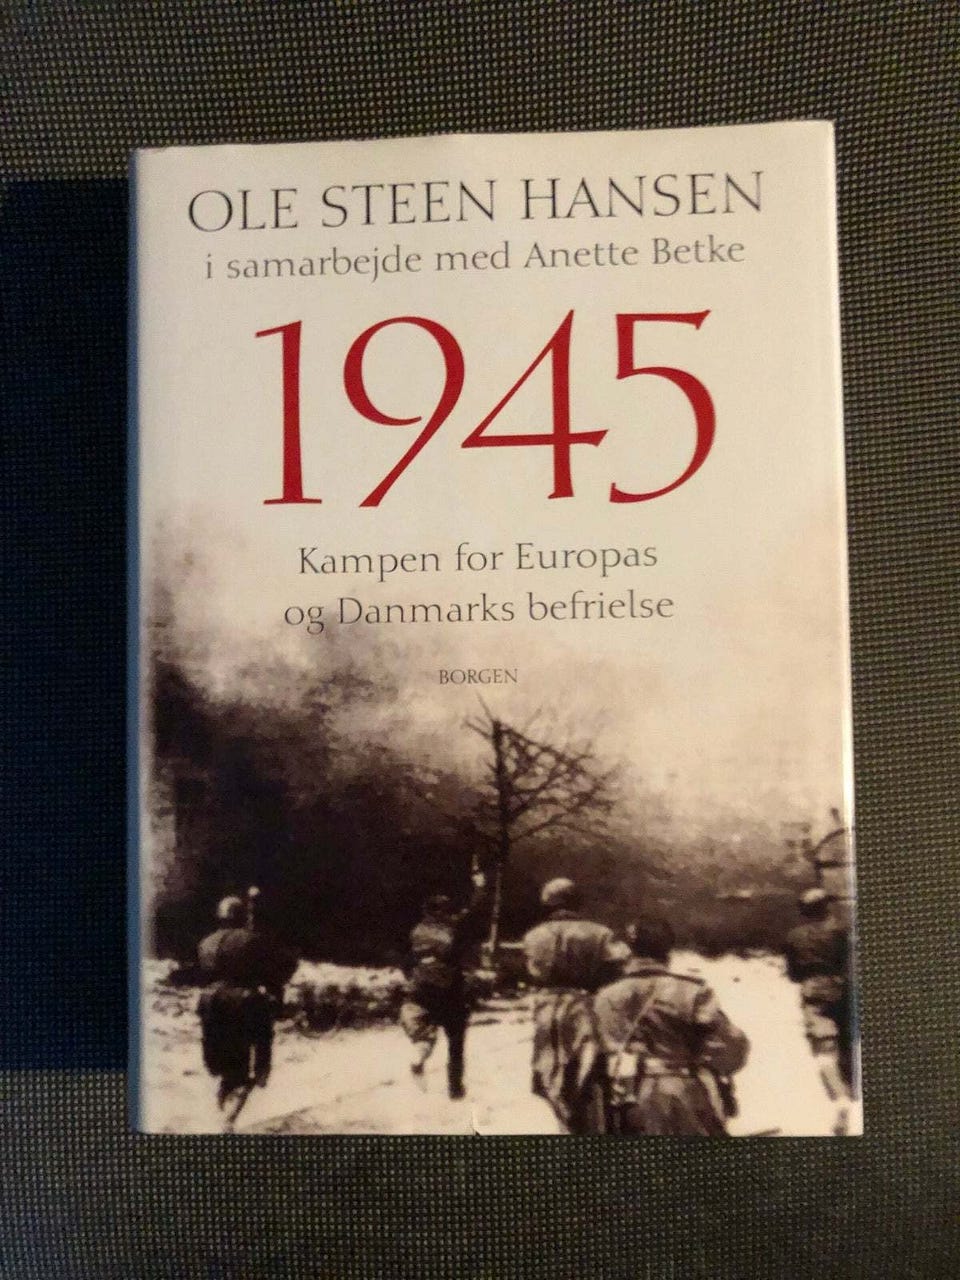 OLE STEEN HANSEN
i samarbejde med Anette Betke
1945
Kampen for Europas
og Danmarks befrielse
BORGEN